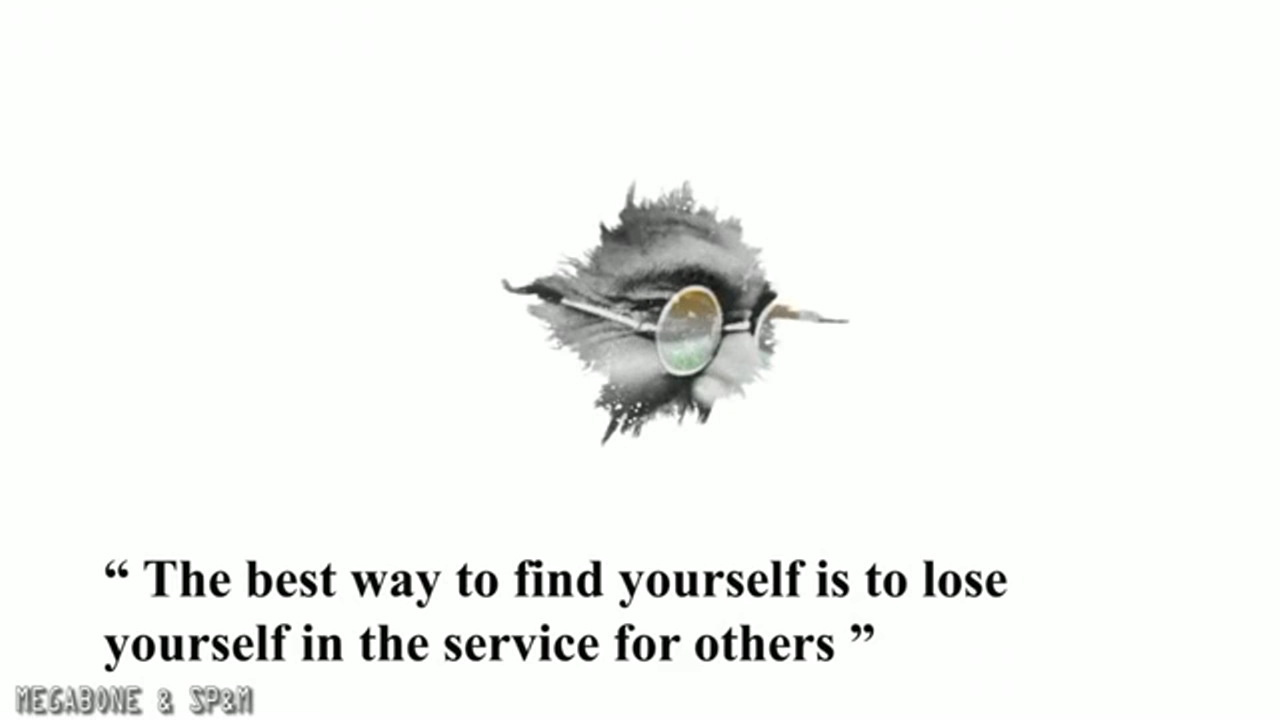 “ The best way to find yourself is to lose
yourself in the service for others ”
MEGABONE & SP&M